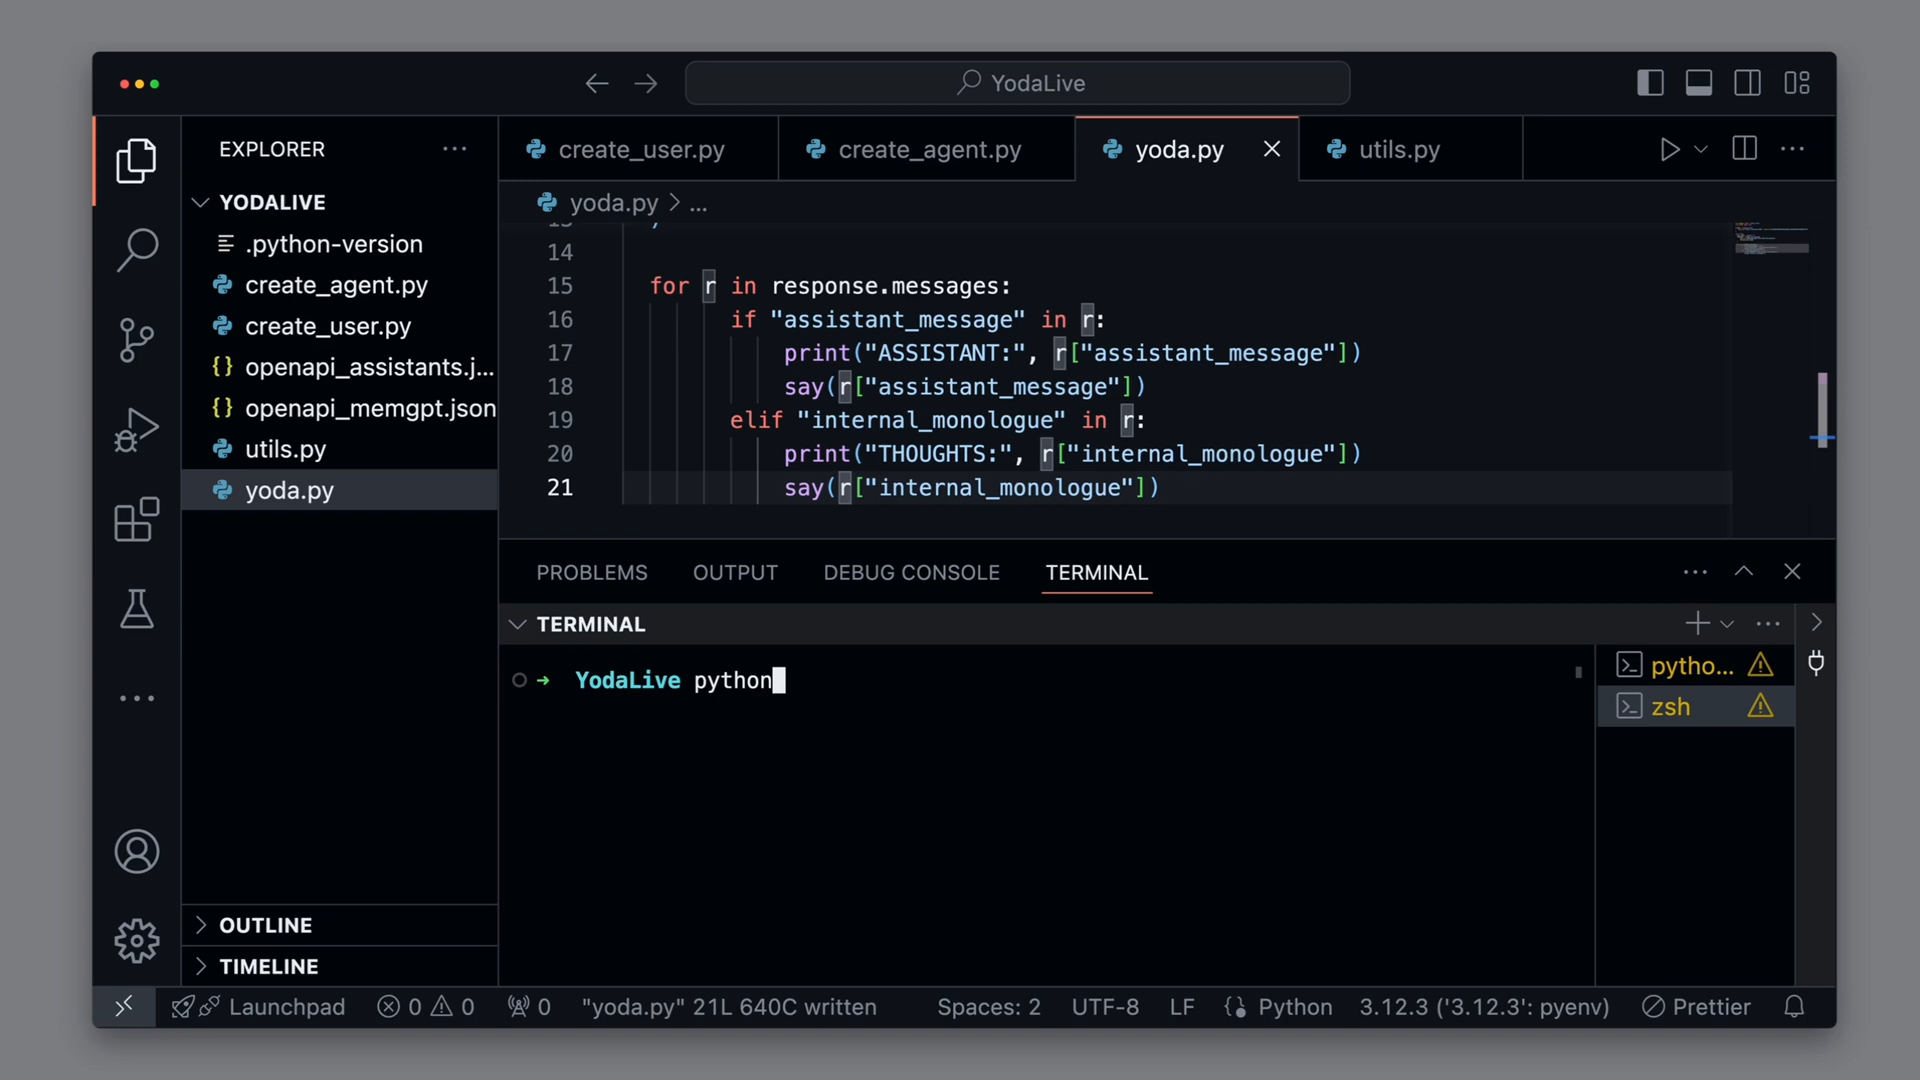 YodaLive
EXPLORER
YODALIVE
.python-version
create_agent.py
create_user.py
openapi_assistants.j...
openapi_memgpt.json
utils.py
yoda.py
OUTLINE
TIMELINE
create_user.py
create_agent.py
yoda.py
utils.py
yoda.py > ...
14
15 for r in response.messages:
16 if "assistant_message" in r:
17 print("ASSISTANT:", r["assistant_message"])
18 say(r["assistant_message"])
19 elif "internal_monologue" in r:
20 print("THOUGHTS:", r["internal_monologue"])
21 say(r["internal_monologue"])
PROBLEMS OUTPUT DEBUG CONSOLE TERMINAL
TERMINAL
➜ YodaLive python
pytho...
zsh
Launchpad 0 0 0 "yoda.py" 21L 640C written Spaces: 2 UTF-8 LF Python 3.12.3 ('3.12.3': pyenv) Prettier